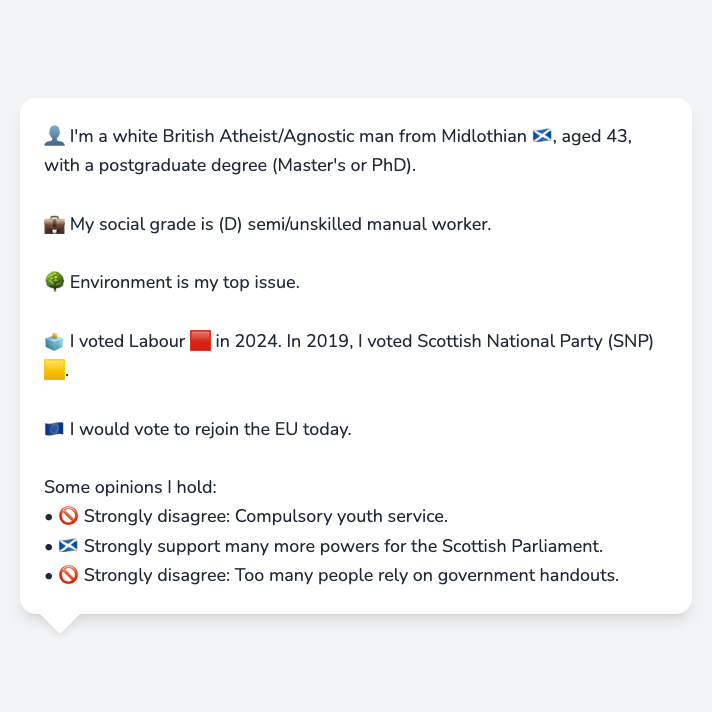 👤 I'm a white British Atheist/Agnostic man from Midlothian 🏴󠁧󠁢󠁳󠁣󠁴󠁿, aged 43,
with a postgraduate degree (Master's or PhD).
💼 My social grade is (D) semi/unskilled manual worker.
🌳 Environment is my top issue.
🗳️ I voted Labour 🟥 in 2024. In 2019, I voted Scottish National Party (SNP)
🟨.
🇪🇺 I would vote to rejoin the EU today.
Some opinions I hold:
• 🚫 Strongly disagree: Compulsory youth service.
• 🏴󠁧󠁢󠁳󠁣󠁴󠁿 Strongly support many more powers for the Scottish Parliament.
• 🚫 Strongly disagree: Too many people rely on government handouts.